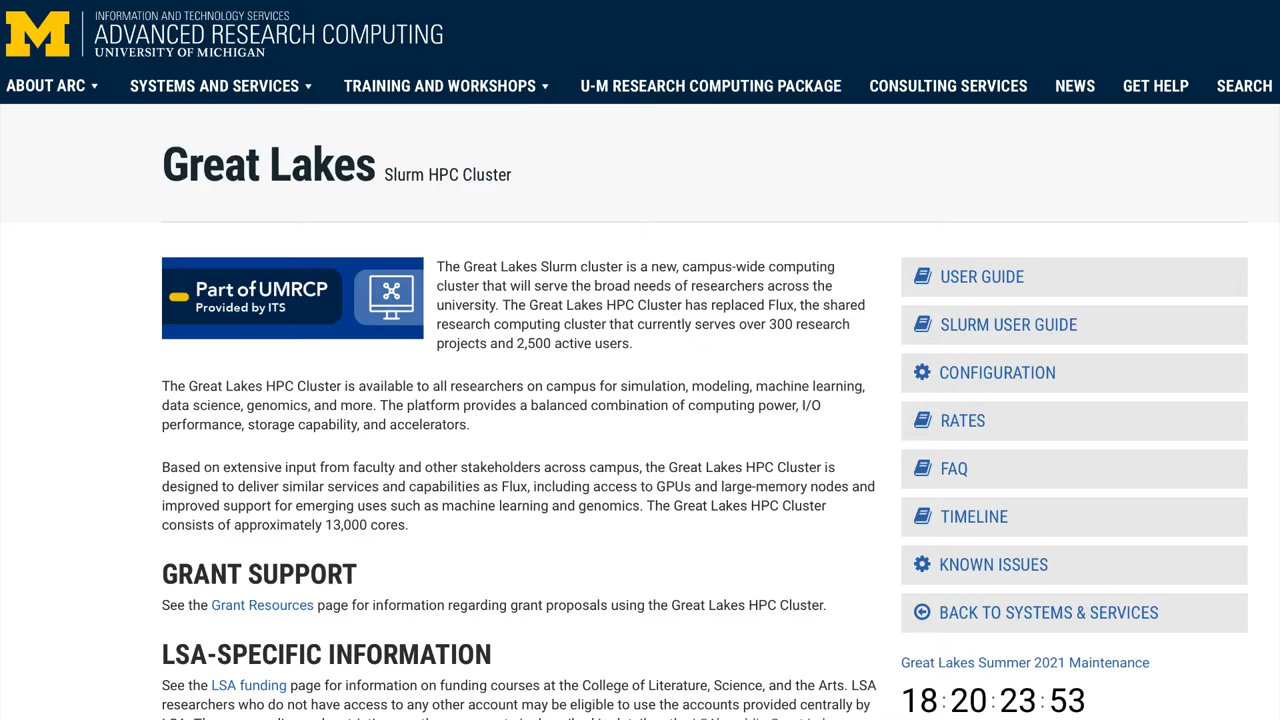 INFORMATION AND TECHNOLOGY SERVICES
ADVANCED RESEARCH COMPUTING
UNIVERSITY OF MICHIGAN
ABOUT ARC
SYSTEMS AND SERVICES
TRAINING AND WORKSHOPS
U-M RESEARCH COMPUTING PACKAGE
CONSULTING SERVICES
NEWS
GET HELP
SEARCH
Great Lakes Slurm HPC Cluster
Part of UMRCP
Provided by ITS
The Great Lakes Slurm cluster is a new, campus-wide computing
cluster that will serve the broad needs of researchers across the
university. The Great Lakes HPC Cluster has replaced Flux, the shared
research computing cluster that currently serves over 300 research
projects and 2,500 active users.
The Great Lakes HPC Cluster is available to all researchers on campus for simulation, modeling, machine learning,
data science, genomics, and more. The platform provides a balanced combination of computing power, I/O
performance, storage capability, and accelerators.
Based on extensive input from faculty and other stakeholders across campus, the Great Lakes HPC Cluster is
designed to deliver similar services and capabilities as Flux, including access to GPUs and large-memory nodes and
improved support for emerging uses such as machine learning and genomics. The Great Lakes HPC Cluster
consists of approximately 13,000 cores.
GRANT SUPPORT
See the Grant Resources page for information regarding grant proposals using the Great Lakes HPC Cluster.
LSA-SPECIFIC INFORMATION
See the LSA funding page for information on funding courses at the College of Literature, Science, and the Arts. LSA
researchers who do not have access to any other account may be eligible to use the accounts provided centrally by
USER GUIDE
SLURM USER GUIDE
CONFIGURATION
RATES
FAQ
TIMELINE
KNOWN ISSUES
BACK TO SYSTEMS & SERVICES
Great Lakes Summer 2021 Maintenance
18:20:23:53